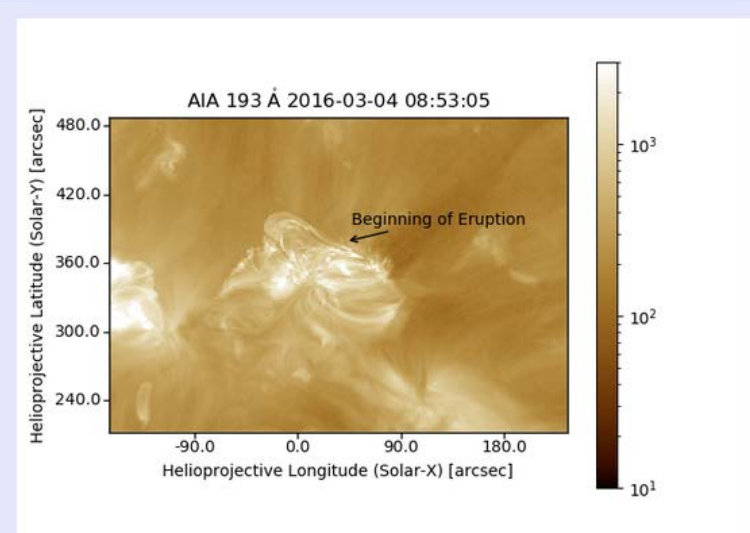 AIA 193 Å 2016-03-04 08:53:05
Helioprojective Latitude (Solar-Y) [arcsec]
480.0
420.0
360.0
300.0
240.0
Beginning of Eruption
-90.0 0.0 90.0 180.0
Helioprojective Longitude (Solar-X) [arcsec]
10³
10²
10¹